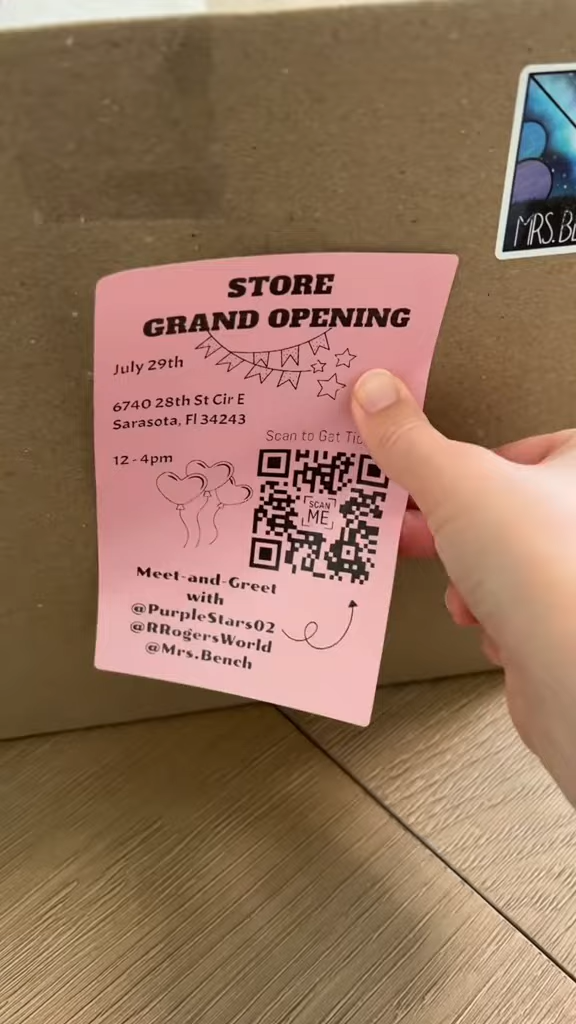 STORE
GRAND OPENING
July 29th
6740 28th St Cir E
Sarasota, Fl 34243
12 - 4pm
Scan to Get
SCAN
ME
Meet-and-Greet
with
@PurpleStars02
@RRogersWorld
@Mrs.Bench
MRS.